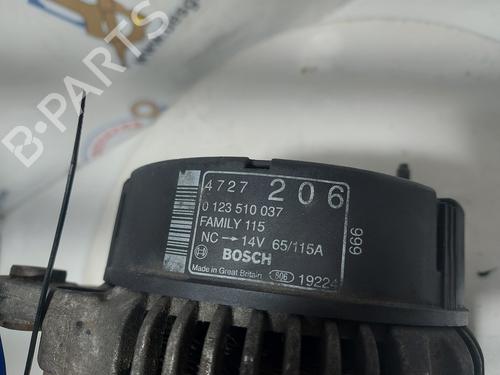 B-PARTS
4727 206
0 123 510 037
FAMILY 115
NC → 14V 65/115A
BOSCH
Made in Great Britain 506 19224
666